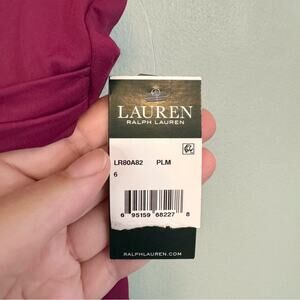 LAUREN
RALPH LAUREN
LR80A82 PLM
6
6 95159 68227 8
RALPHLAUREN.COM